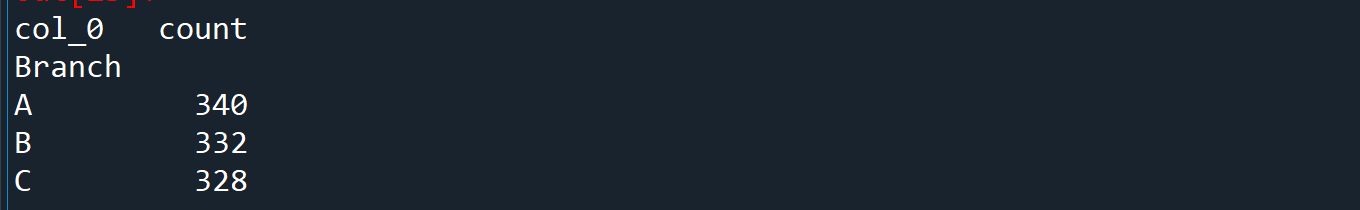 col_0   count
Branch
A         340
B         332
C         328